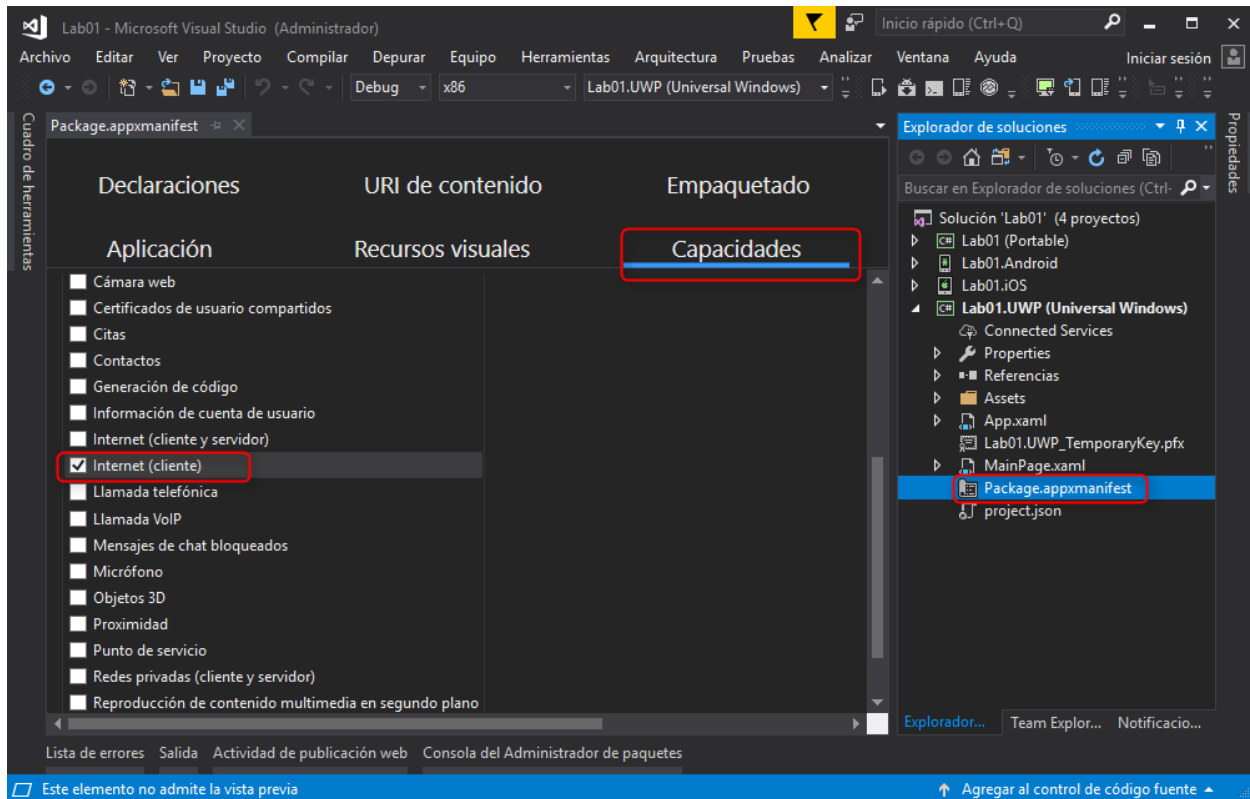 Lab01 - Microsoft Visual Studio (Administrador)
Inicio rápido (Ctrl+Q)
Archivo Editar Ver Proyecto Compilar Depurar Equipo Herramientas Arquitectura Pruebas Analizar Ventana Ayuda Iniciar sesión
Debug x86 Lab01.UWP (Universal Windows)
Cuadro de herramientas
Package.appxmanifest
Declaraciones URI de contenido Empaquetado
Aplicación Recursos visuales Capacidades
Cámara web
Certificados de usuario compartidos
Citas
Contactos
Generación de código
Información de cuenta de usuario
Internet (cliente y servidor)
Internet (cliente)
Llamada telefónica
Llamada VoIP
Mensajes de chat bloqueados
Micrófono
Objetos 3D
Proximidad
Punto de servicio
Redes privadas (cliente y servidor)
Reproducción de contenido multimedia en segundo plano
Explorador de soluciones
Buscar en Explorador de soluciones (Ctrl-
Solución 'Lab01' (4 proyectos)
C# Lab01 (Portable)
Lab01.Android
Lab01.iOS
C# Lab01.UWP (Universal Windows)
Connected Services
Properties
Referencias
Assets
App.xaml
Lab01.UWP_TemporaryKey.pfx
MainPage.xaml
Package.appxmanifest
project.json
Explorador... Team Explor... Notificacio...
Propiedades
Lista de errores Salida Actividad de publicación web Consola del Administrador de paquetes
Este elemento no admite la vista previa
Agregar al control de código fuente